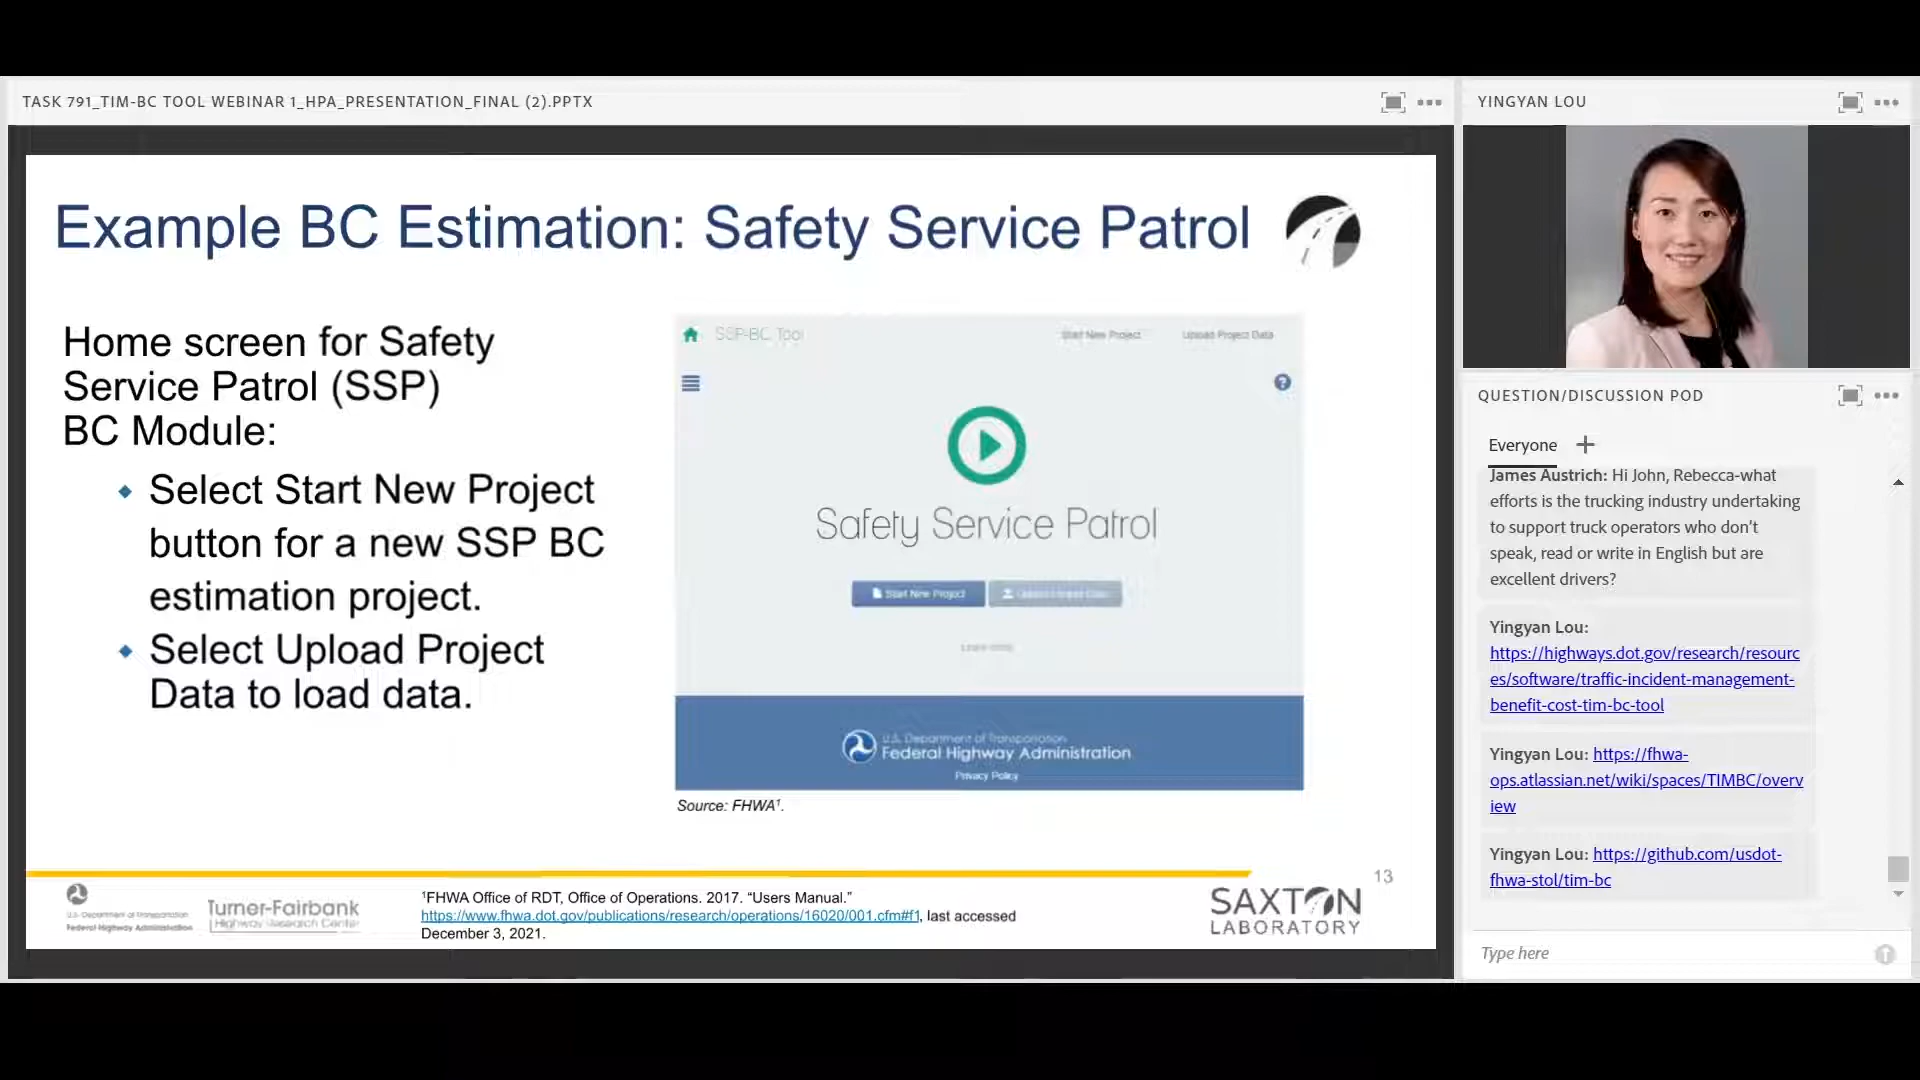 TASK 791_TIM-BC TOOL WEBINAR 1_HPA_PRESENTATION_FINAL (2).PPTX
Example BC Estimation: Safety Service Patrol
Home screen for Safety
Service Patrol (SSP)
BC Module:
Select Start New Project
button for a new SSP BC
estimation project.
Select Upload Project
Data to load data.
SSP-BC Tool
Start New Project
Upload Project Data
?
Safety Service Patrol
Start New Project
Learn more
U.S. Department of Transportation
Federal Highway Administration
Privacy Policy
Source: FHWA¹.
13
U.S. Department of Transportation
Federal Highway Administration
Turner-Fairbank
Highway Research Center
¹FHWA Office of RDT, Office of Operations. 2017. “Users Manual.”
https://www.fhwa.dot.gov/publications/research/operations/16020/001.cfm#f1, last accessed
December 3, 2021.
SAXTON
LABORATORY
YINGYAN LOU
QUESTION/DISCUSSION POD
Everyone
James Austrich: Hi John, Rebecca-what
efforts is the trucking industry undertaking
to support truck operators who don’t
speak, read or write in English but are
excellent drivers?
Yingyan Lou:
https://highways.dot.gov/research/resourc
es/software/traffic-incident-management-
benefit-cost-tim-bc-tool
Yingyan Lou: https://fhwa-
ops.atlassian.net/wiki/spaces/TIMBC/overv
iew
Yingyan Lou: https://github.com/usdot-
fhwa-stol/tim-bc
Type here